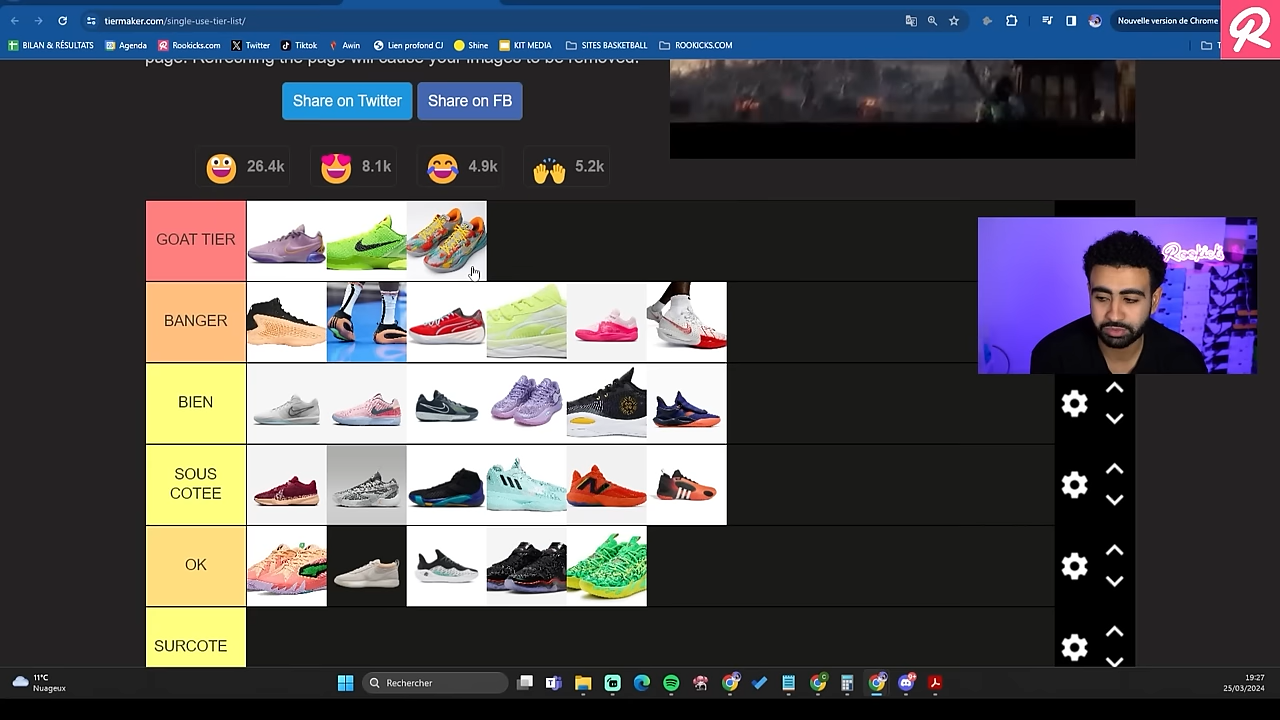 tiermaker.com/single-use-tier-list/
Nouvelle version de Chrome
R
BILAN & RÉSULTATS
Agenda
Rookicks.com
Twitter
Tiktok
Awin
Lien profond CJ
Shine
KIT MEDIA
SITES BASKETBALL
ROOKICKS.COM
page. Refreshing the page will cause your images to be removed.
Share on Twitter
Share on FB
26.4k
8.1k
4.9k
5.2k
GOAT TIER
BANGER
BIEN
SOUS
COTEE
OK
SURCOTE
Rookicks
11°C
Nuageux
Rechercher
19:27
25/03/2024